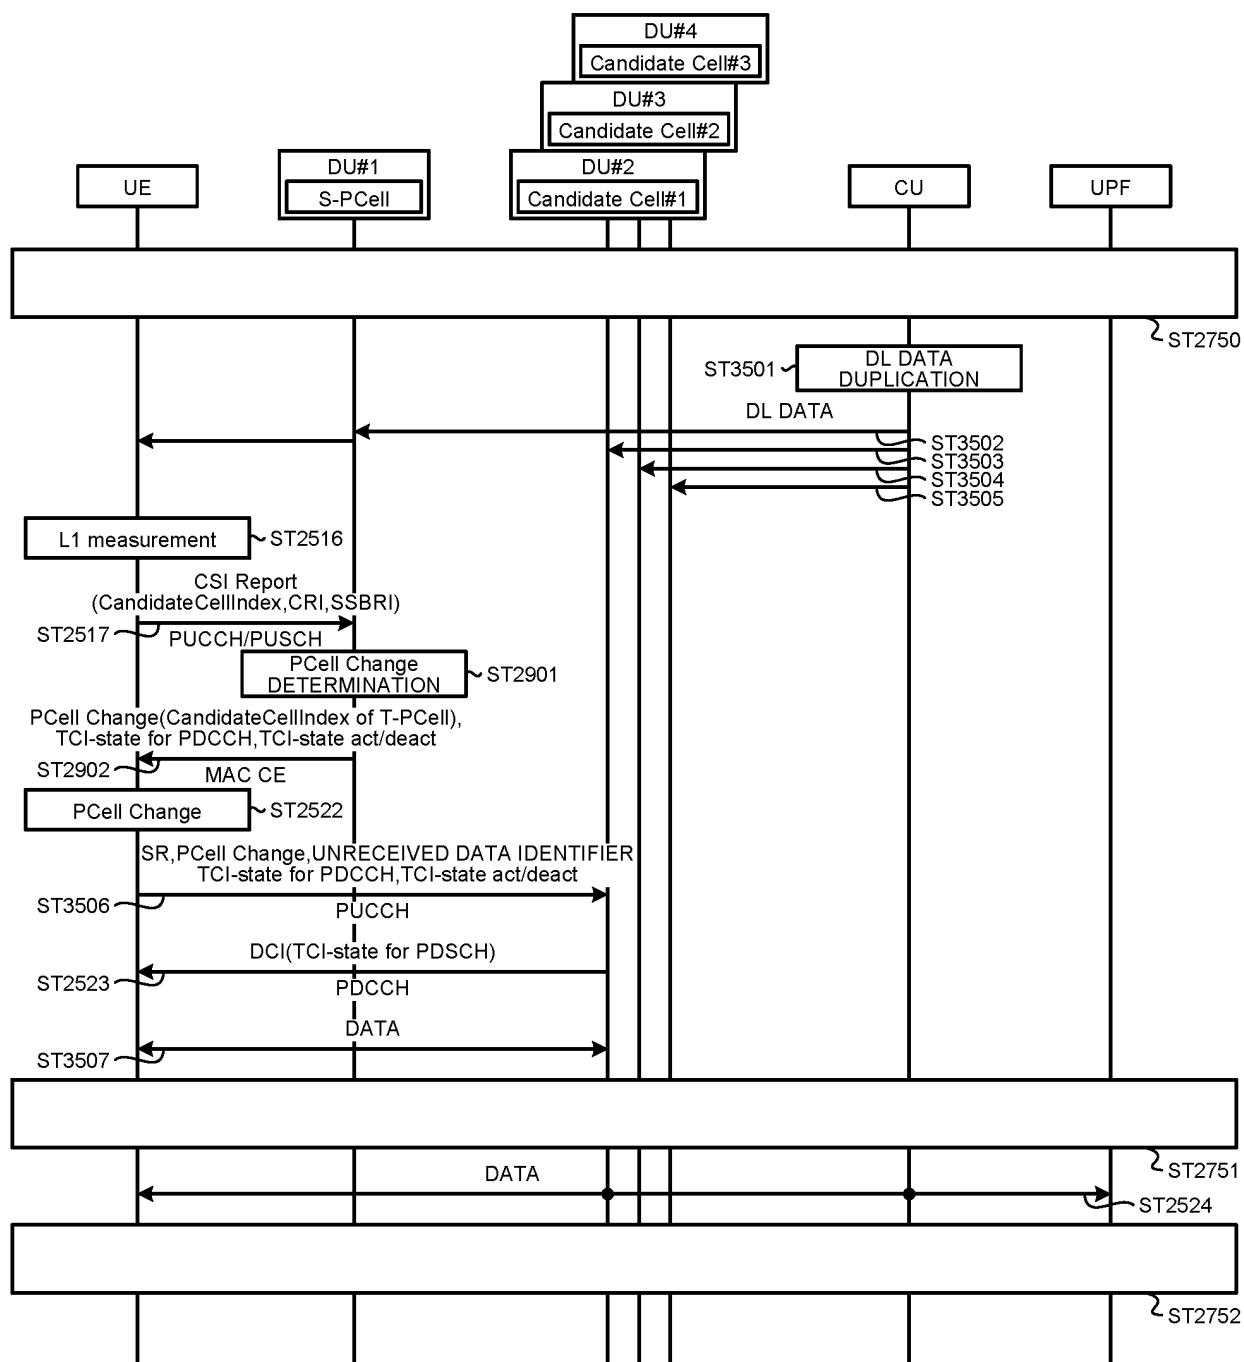 DU#4
Candidate Cell#3
DU#3
Candidate Cell#2
DU#2
Candidate Cell#1
DU#1
S-PCell
UE
CU
UPF
ST2750
DL DATA
DUPLICATION
ST3501
DL DATA
ST3502
ST3503
ST3504
ST3505
L1 measurement
ST2516
CSI Report
(CandidateCellIndex,CRI,SSBRI)
ST2517
PUCCH/PUSCH
PCell Change
DETERMINATION
ST2901
PCell Change(CandidateCellIndex of T-PCell),
TCI-state for PDCCH,TCI-state act/deact
ST2902
MAC CE
PCell Change
ST2522
SR,PCell Change,UNRECEIVED DATA IDENTIFIER
TCI-state for PDCCH,TCI-state act/deact
ST3506
PUCCH
DCI(TCI-state for PDSCH)
ST2523
PDCCH
DATA
ST3507
ST2751
DATA
ST2524
ST2752